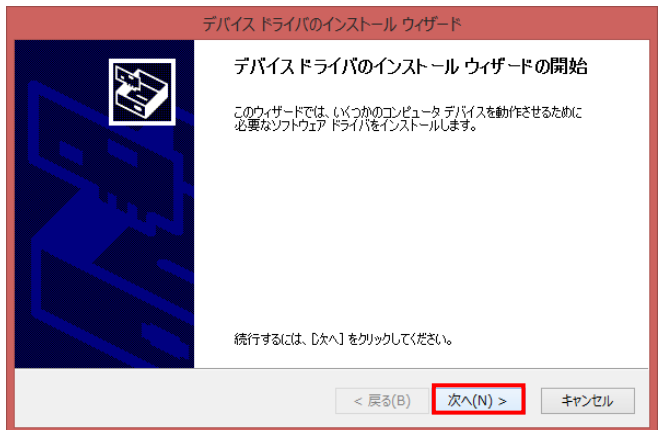 デバイス ドライバのインストール ウィザード
デバイス ドライバのインストール ウィザードの開始
このウィザードでは、いくつかのコンピュータ デバイスを動作させるために
必要なソフトウェア ドライバをインストールします。
続行するには、[次へ] をクリックしてください。
< 戻る(B)
次へ(N) >
キャンセル